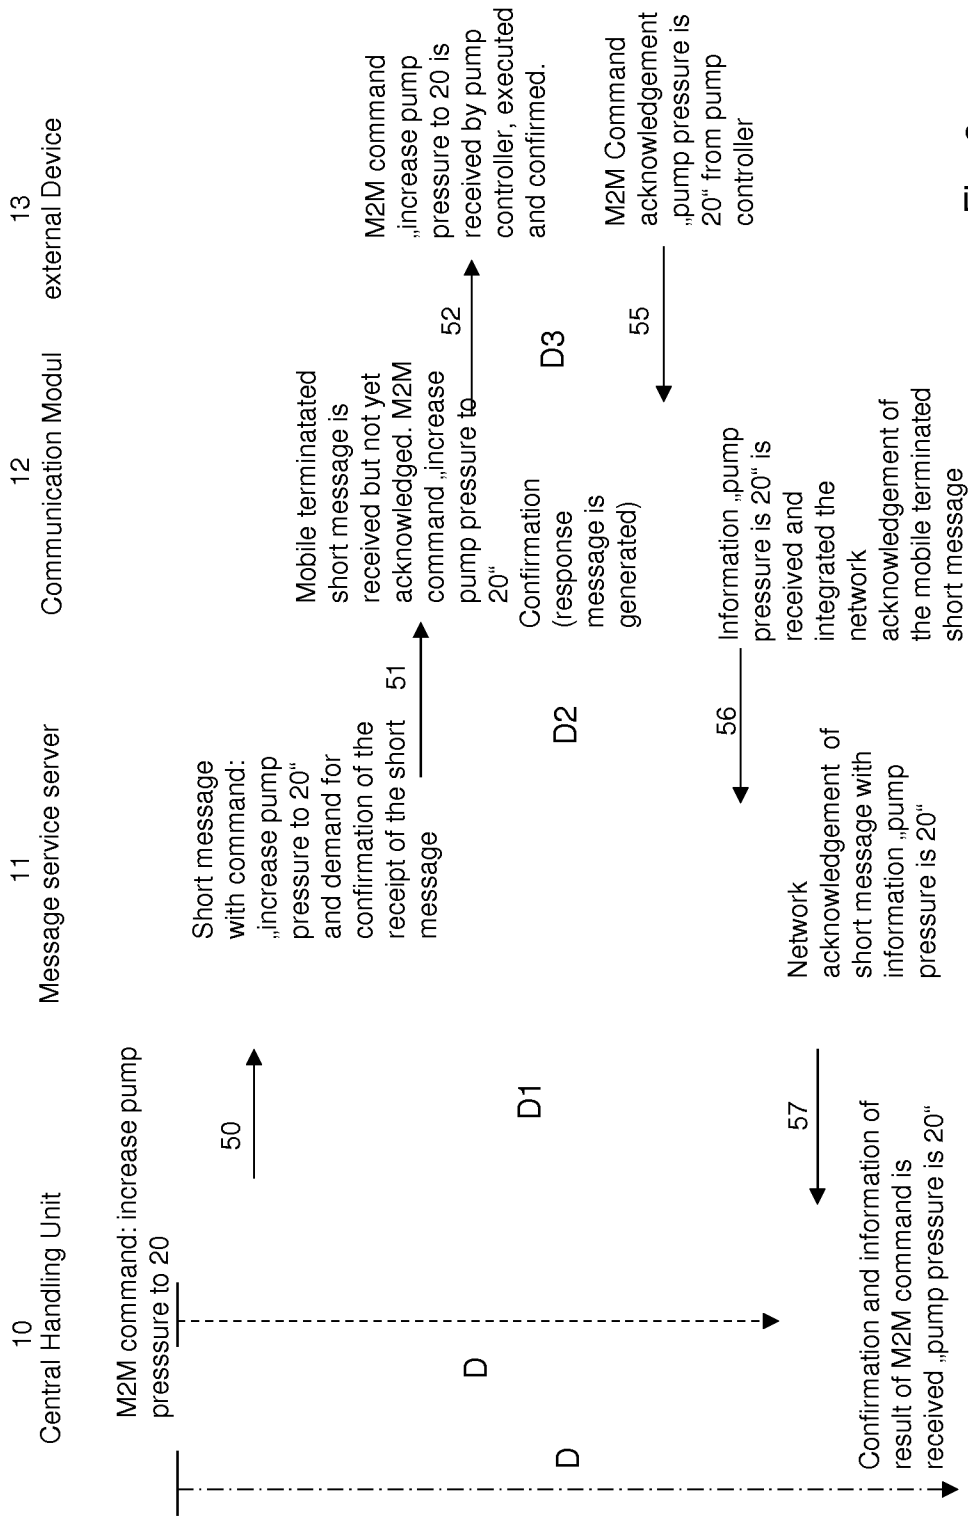 10
Central Handling Unit
11
Message service server
12
Communication Modul
13
external Device
M2M command: increase pump
presssure to 20
50
Short message
with command:
„increase pump
pressure to 20“
and demand for
confirmation of the
receipt of the short
message
51
Mobile terminatated
short message is
received but not yet
acknowledged. M2M
command „increase
pump pressure to
20“
52
M2M command
„increase pump
pressure to 20 is
received by pump
controller, executed
and confirmed.
Confirmation
(response
message is
generated)
D
D
D1
D2
D3
M2M Command
acknowledgement
„pump pressure is
20“ from pump
controller
55
Information „pump
pressure is 20“ is
received and
integrated the
network
acknowledgement of
the mobile terminated
short message
56
Network
acknowledgement of
short message with
information „pump
pressure is 20“
57
Confirmation and information of
result of M2M command is
received „pump pressure is 20“